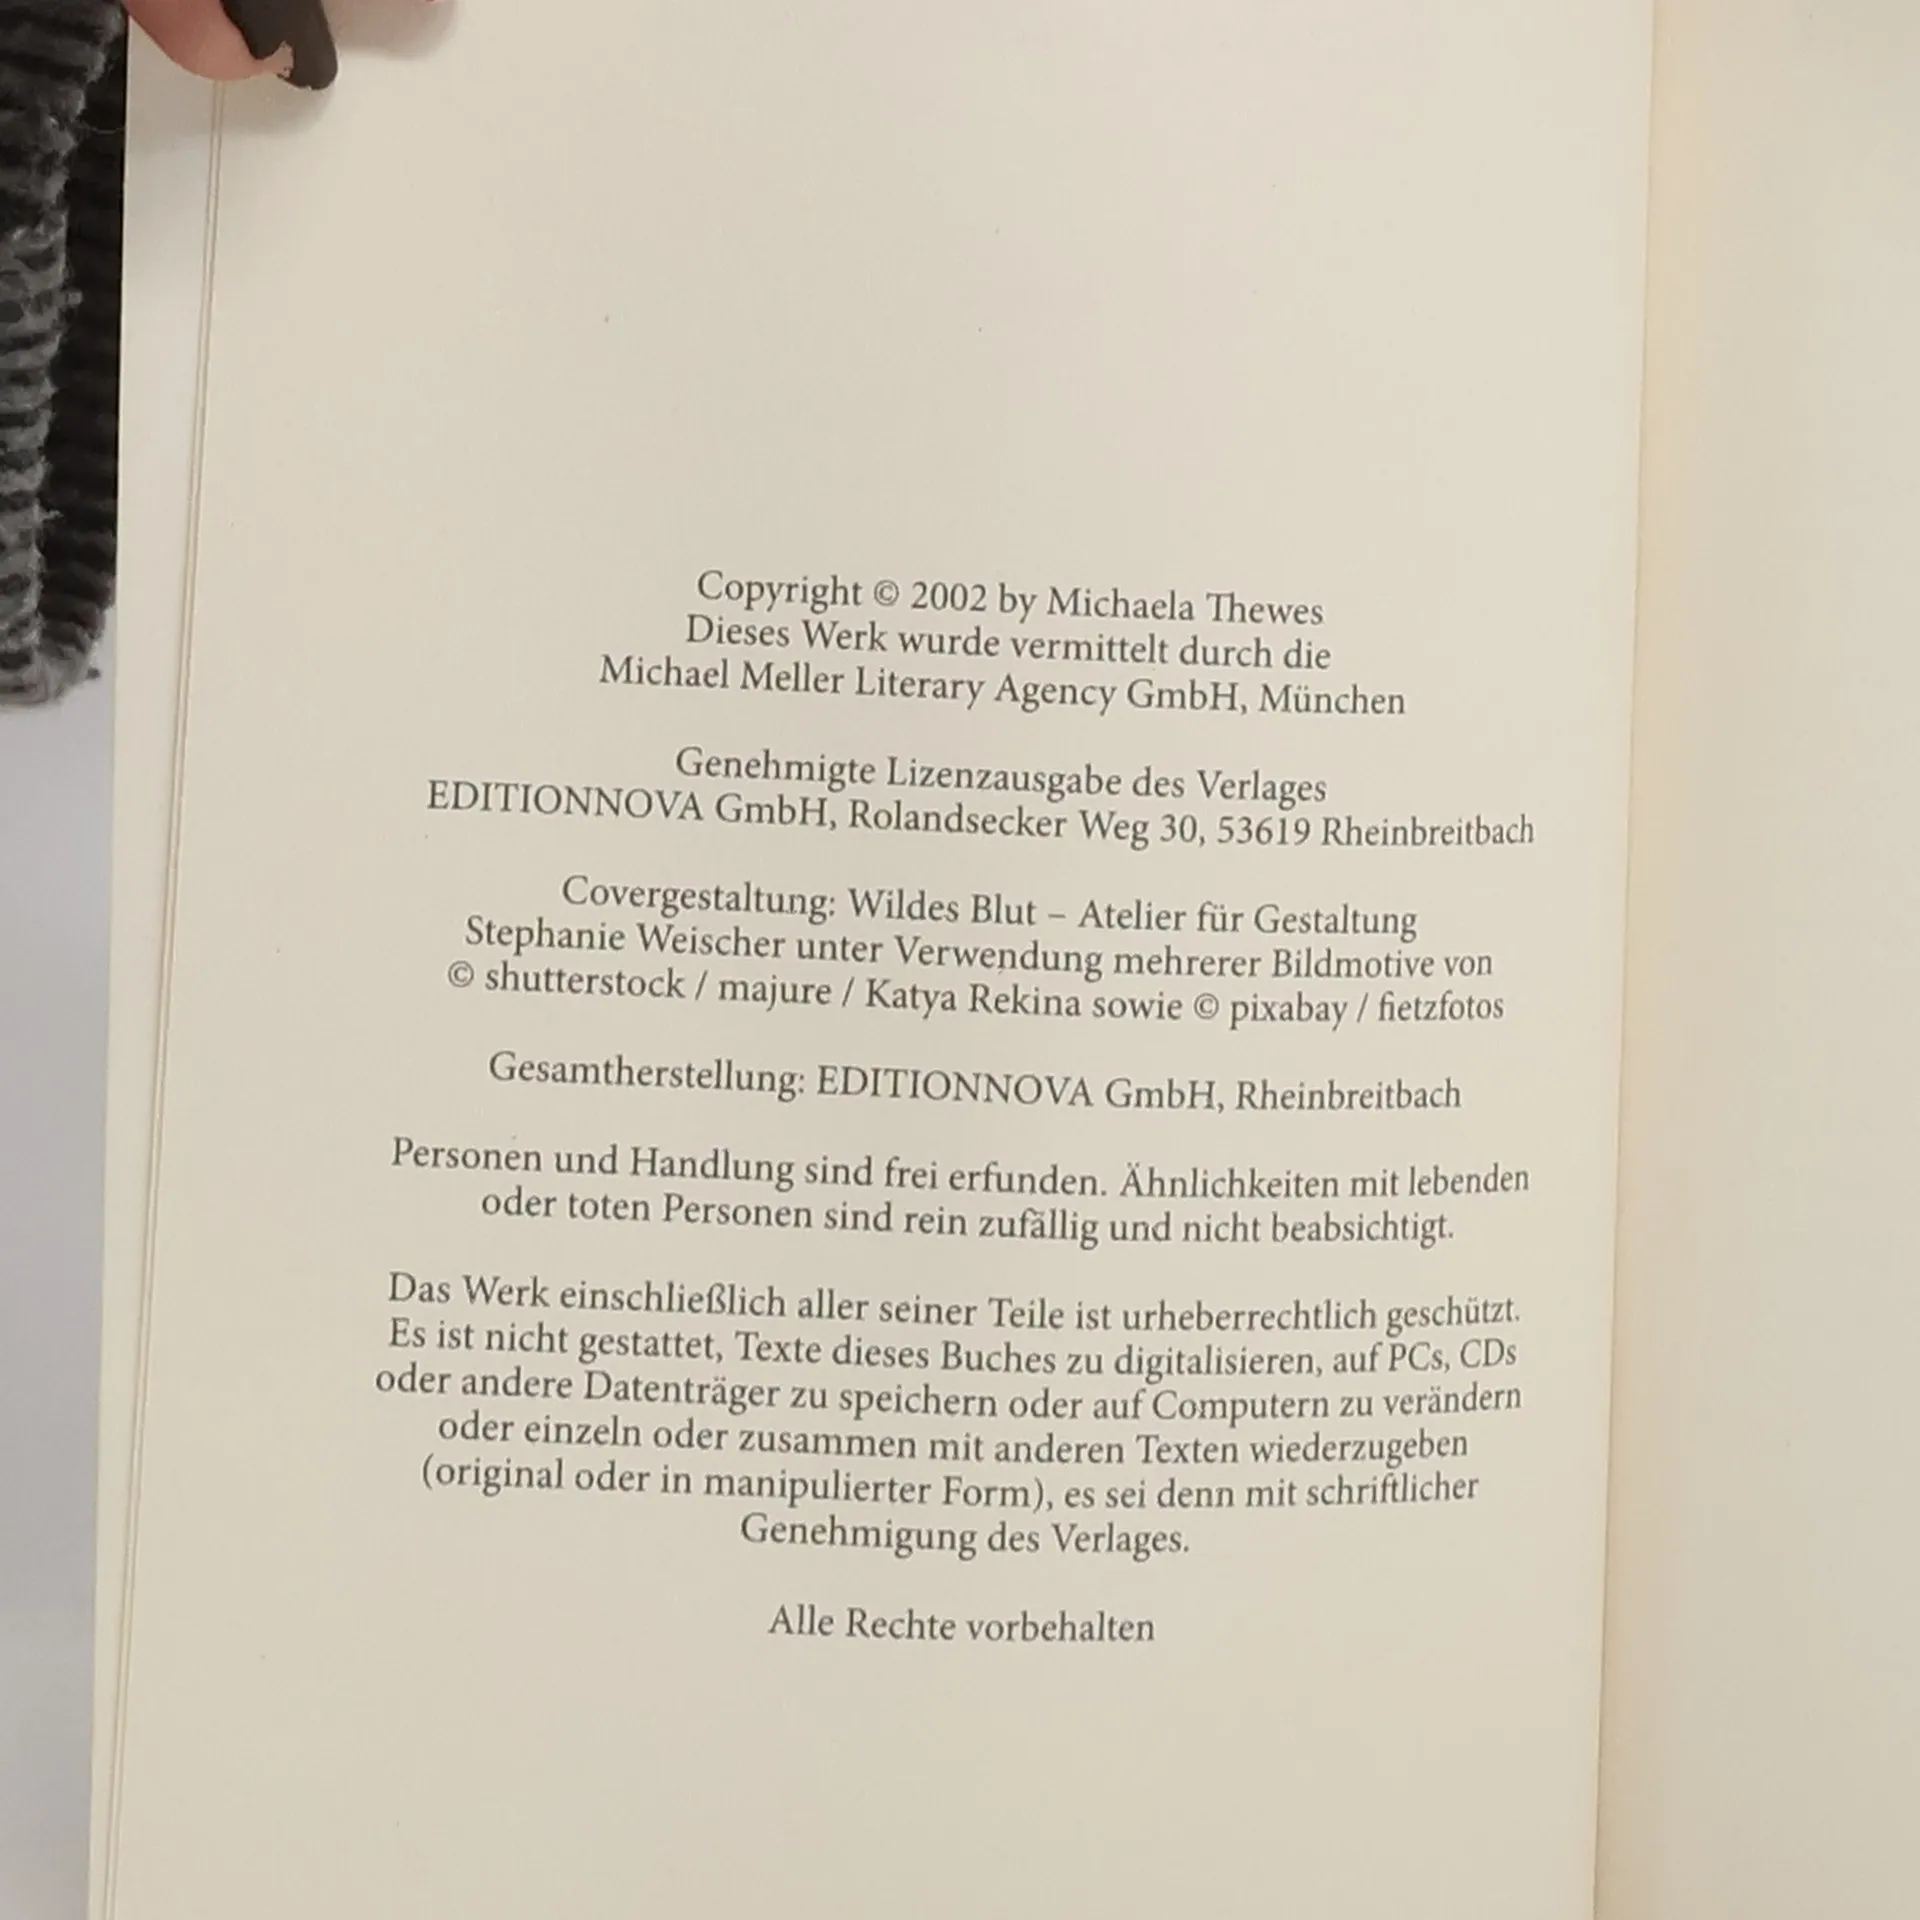 Copyright © 2002 by Michaela Thewes
Dieses Werk wurde vermittelt durch die
Michael Meller Literary Agency GmbH, München
Genehmigte Lizenzausgabe des Verlages
EDITIONNOVA GmbH, Rolandsecker Weg 30, 53619 Rheinbreitbach
Covergestaltung: Wildes Blut – Atelier für Gestaltung
Stephanie Weischer unter Verwendung mehrerer Bildmotive von
© shutterstock / majure / Katya Rekina sowie © pixabay / fietzfotos
Gesamtherstellung: EDITIONNOVA GmbH, Rheinbreitbach
Personen und Handlung sind frei erfunden. Ähnlichkeiten mit lebenden
oder toten Personen sind rein zufällig und nicht beabsichtigt.
Das Werk einschließlich aller seiner Teile ist urheberrechtlich geschützt.
Es ist nicht gestattet, Texte dieses Buches zu digitalisieren, auf PCs, CDs
oder andere Datenträger zu speichern oder auf Computern zu verändern
oder einzeln oder zusammen mit anderen Texten wiederzugeben
(original oder in manipulierter Form), es sei denn mit schriftlicher
Genehmigung des Verlages.
Alle Rechte vorbehalten